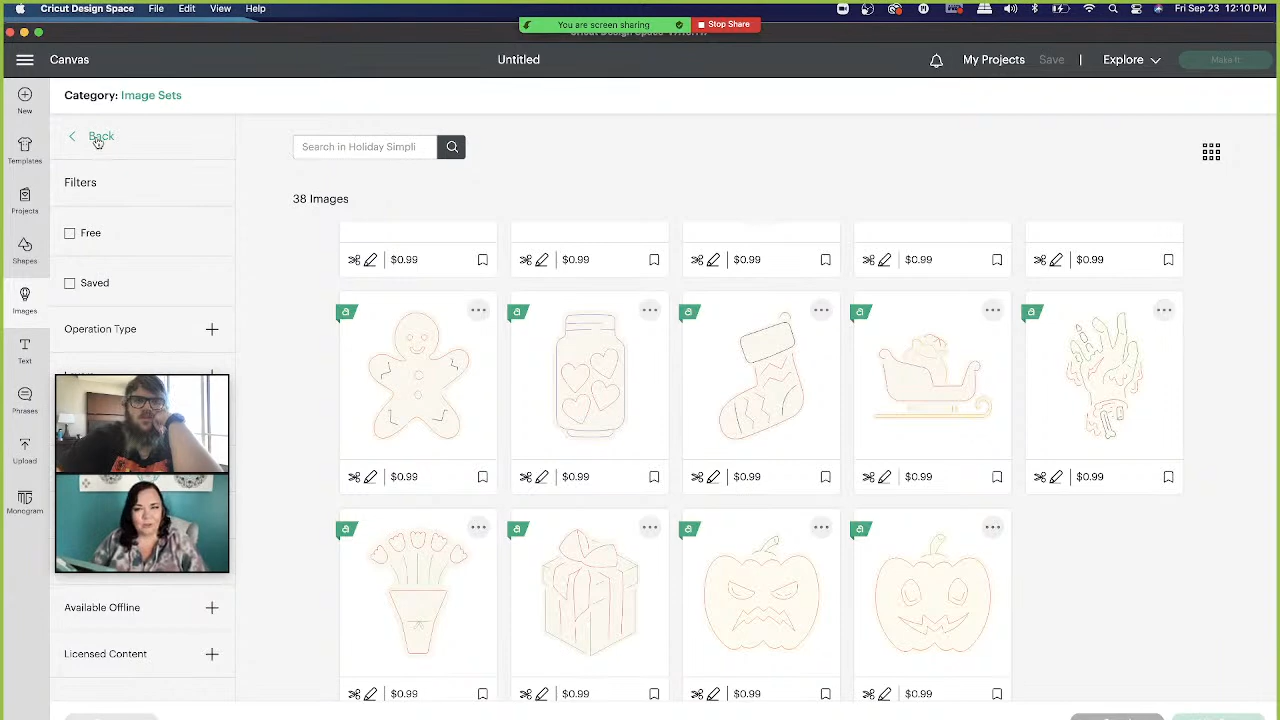 Cricut Design Space File Edit View Help Fri Sep 23 12:10 PM
You are screen sharing Stop Share
Canvas Untitled My Projects Save | Explore Make It
Category: Image Sets
New
Templates
Projects
Shapes
Images
Text
Phrases
Upload
Monogram
Back
Filters
Free
Saved
Operation Type
Available Offline
Licensed Content
Search in Holiday Simpli
38 Images
$0.99 $0.99 $0.99 $0.99 $0.99
$0.99 $0.99 $0.99 $0.99 $0.99
$0.99 $0.99 $0.99 $0.99